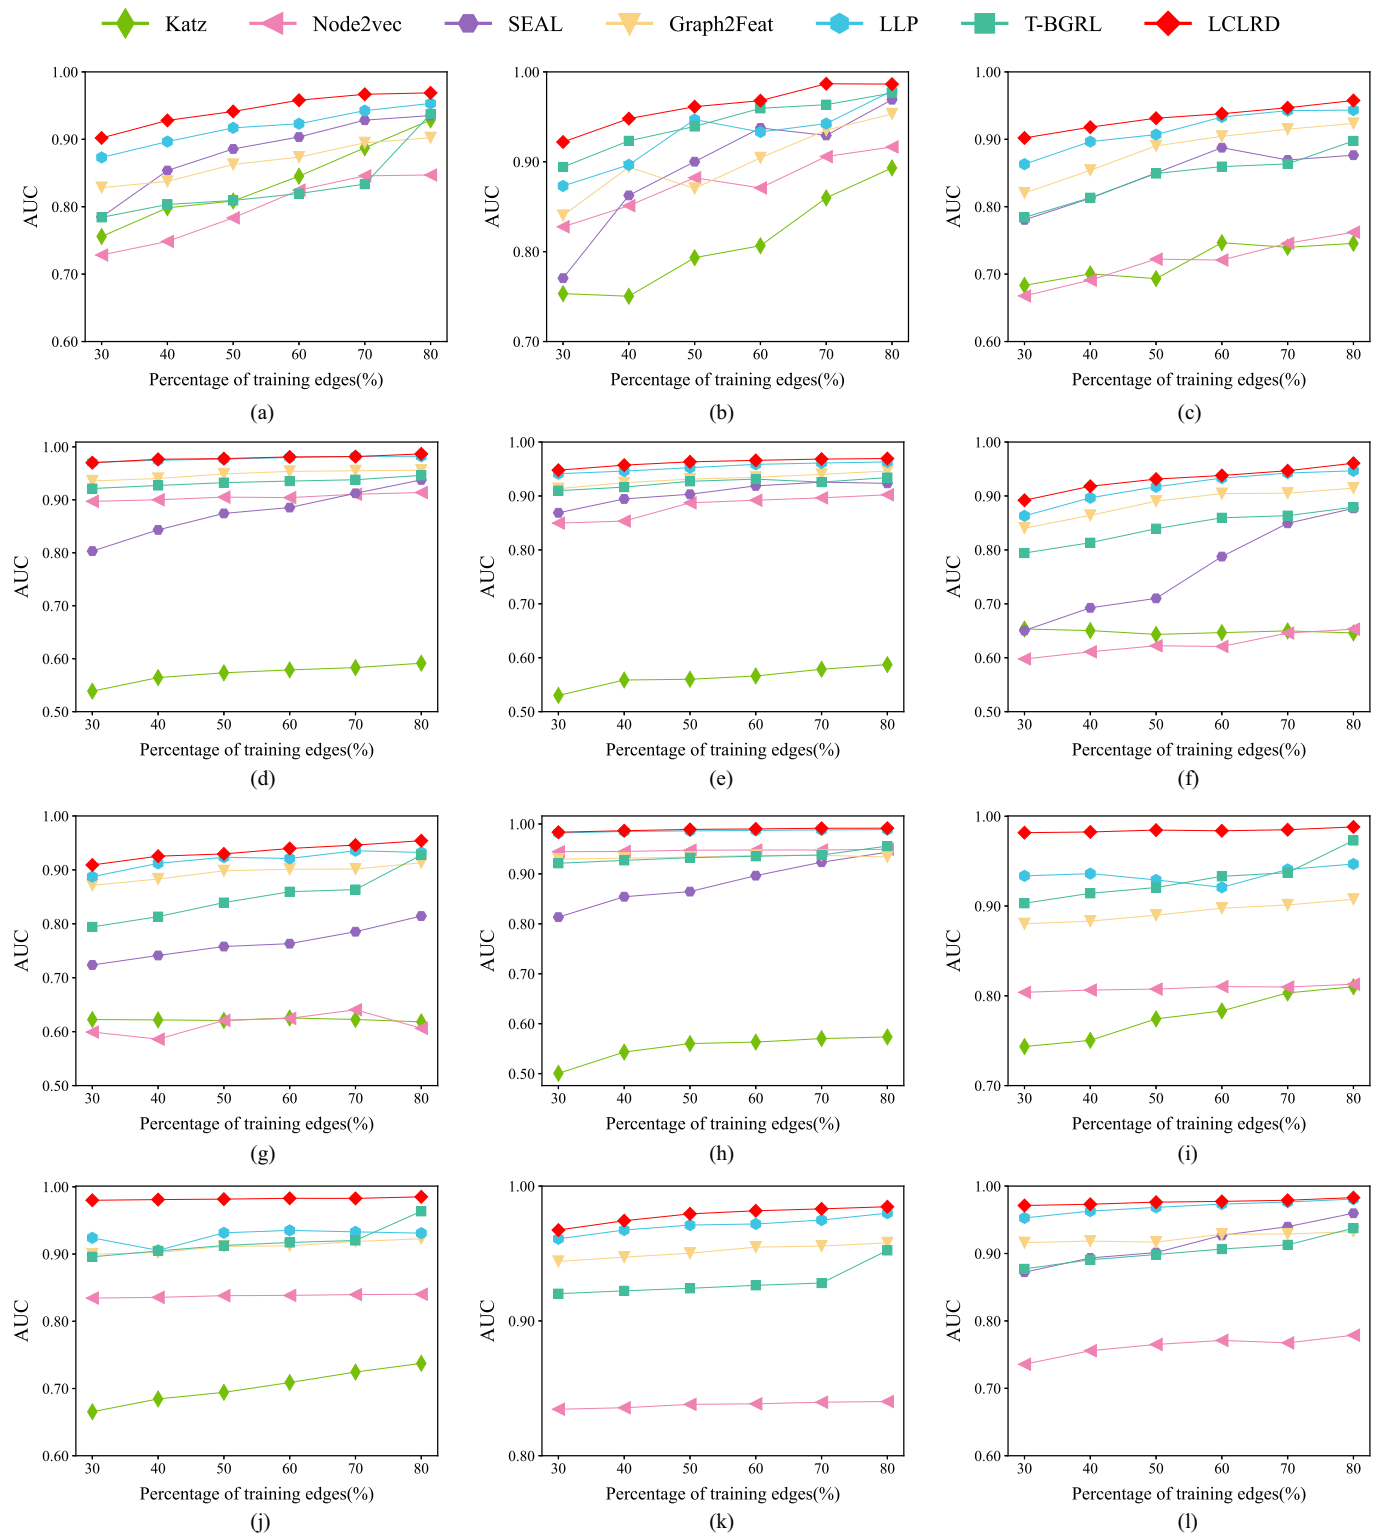 Katz Node2vec SEAL Graph2Feat LLP T-BGRL LCLRD
1.00
0.90
0.80
0.70
0.60
AUC
30 40 50 60 70 80
Percentage of training edges(%)
(a)
1.00
0.90
0.80
0.70
AUC
30 40 50 60 70 80
Percentage of training edges(%)
(b)
1.00
0.90
0.80
0.70
0.60
AUC
30 40 50 60 70 80
Percentage of training edges(%)
(c)
1.00
0.90
0.80
0.70
0.60
0.50
AUC
30 40 50 60 70 80
Percentage of training edges(%)
(d)
1.00
0.90
0.80
0.70
0.60
0.50
AUC
30 40 50 60 70 80
Percentage of training edges(%)
(e)
1.00
0.90
0.80
0.70
0.60
0.50
AUC
30 40 50 60 70 80
Percentage of training edges(%)
(f)
1.00
0.90
0.80
0.70
0.60
0.50
AUC
30 40 50 60 70 80
Percentage of training edges(%)
(g)
1.00
0.90
0.80
0.70
0.60
0.50
AUC
30 40 50 60 70 80
Percentage of training edges(%)
(h)
1.00
0.90
0.80
0.70
AUC
30 40 50 60 70 80
Percentage of training edges(%)
(i)
1.00
0.90
0.80
0.70
0.60
AUC
30 40 50 60 70 80
Percentage of training edges(%)
(j)
1.00
0.90
0.80
AUC
30 40 50 60 70 80
Percentage of training edges(%)
(k)
1.00
0.90
0.80
0.70
0.60
AUC
30 40 50 60 70 80
Percentage of training edges(%)
(l)